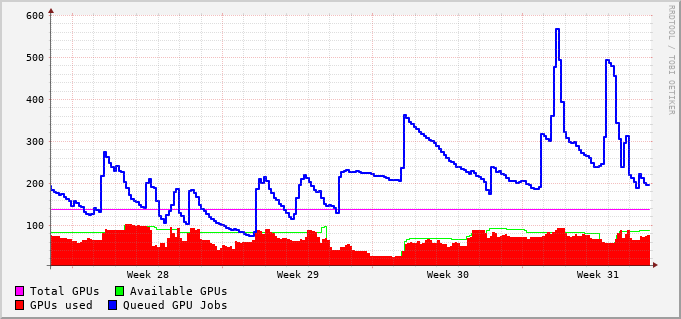 600
500
400
300
200
100
Week 28 Week 29 Week 30 Week 31
Total GPUs Available GPUs
GPUs used Queued GPU Jobs
RRDTOOL / TOBI OETIKER